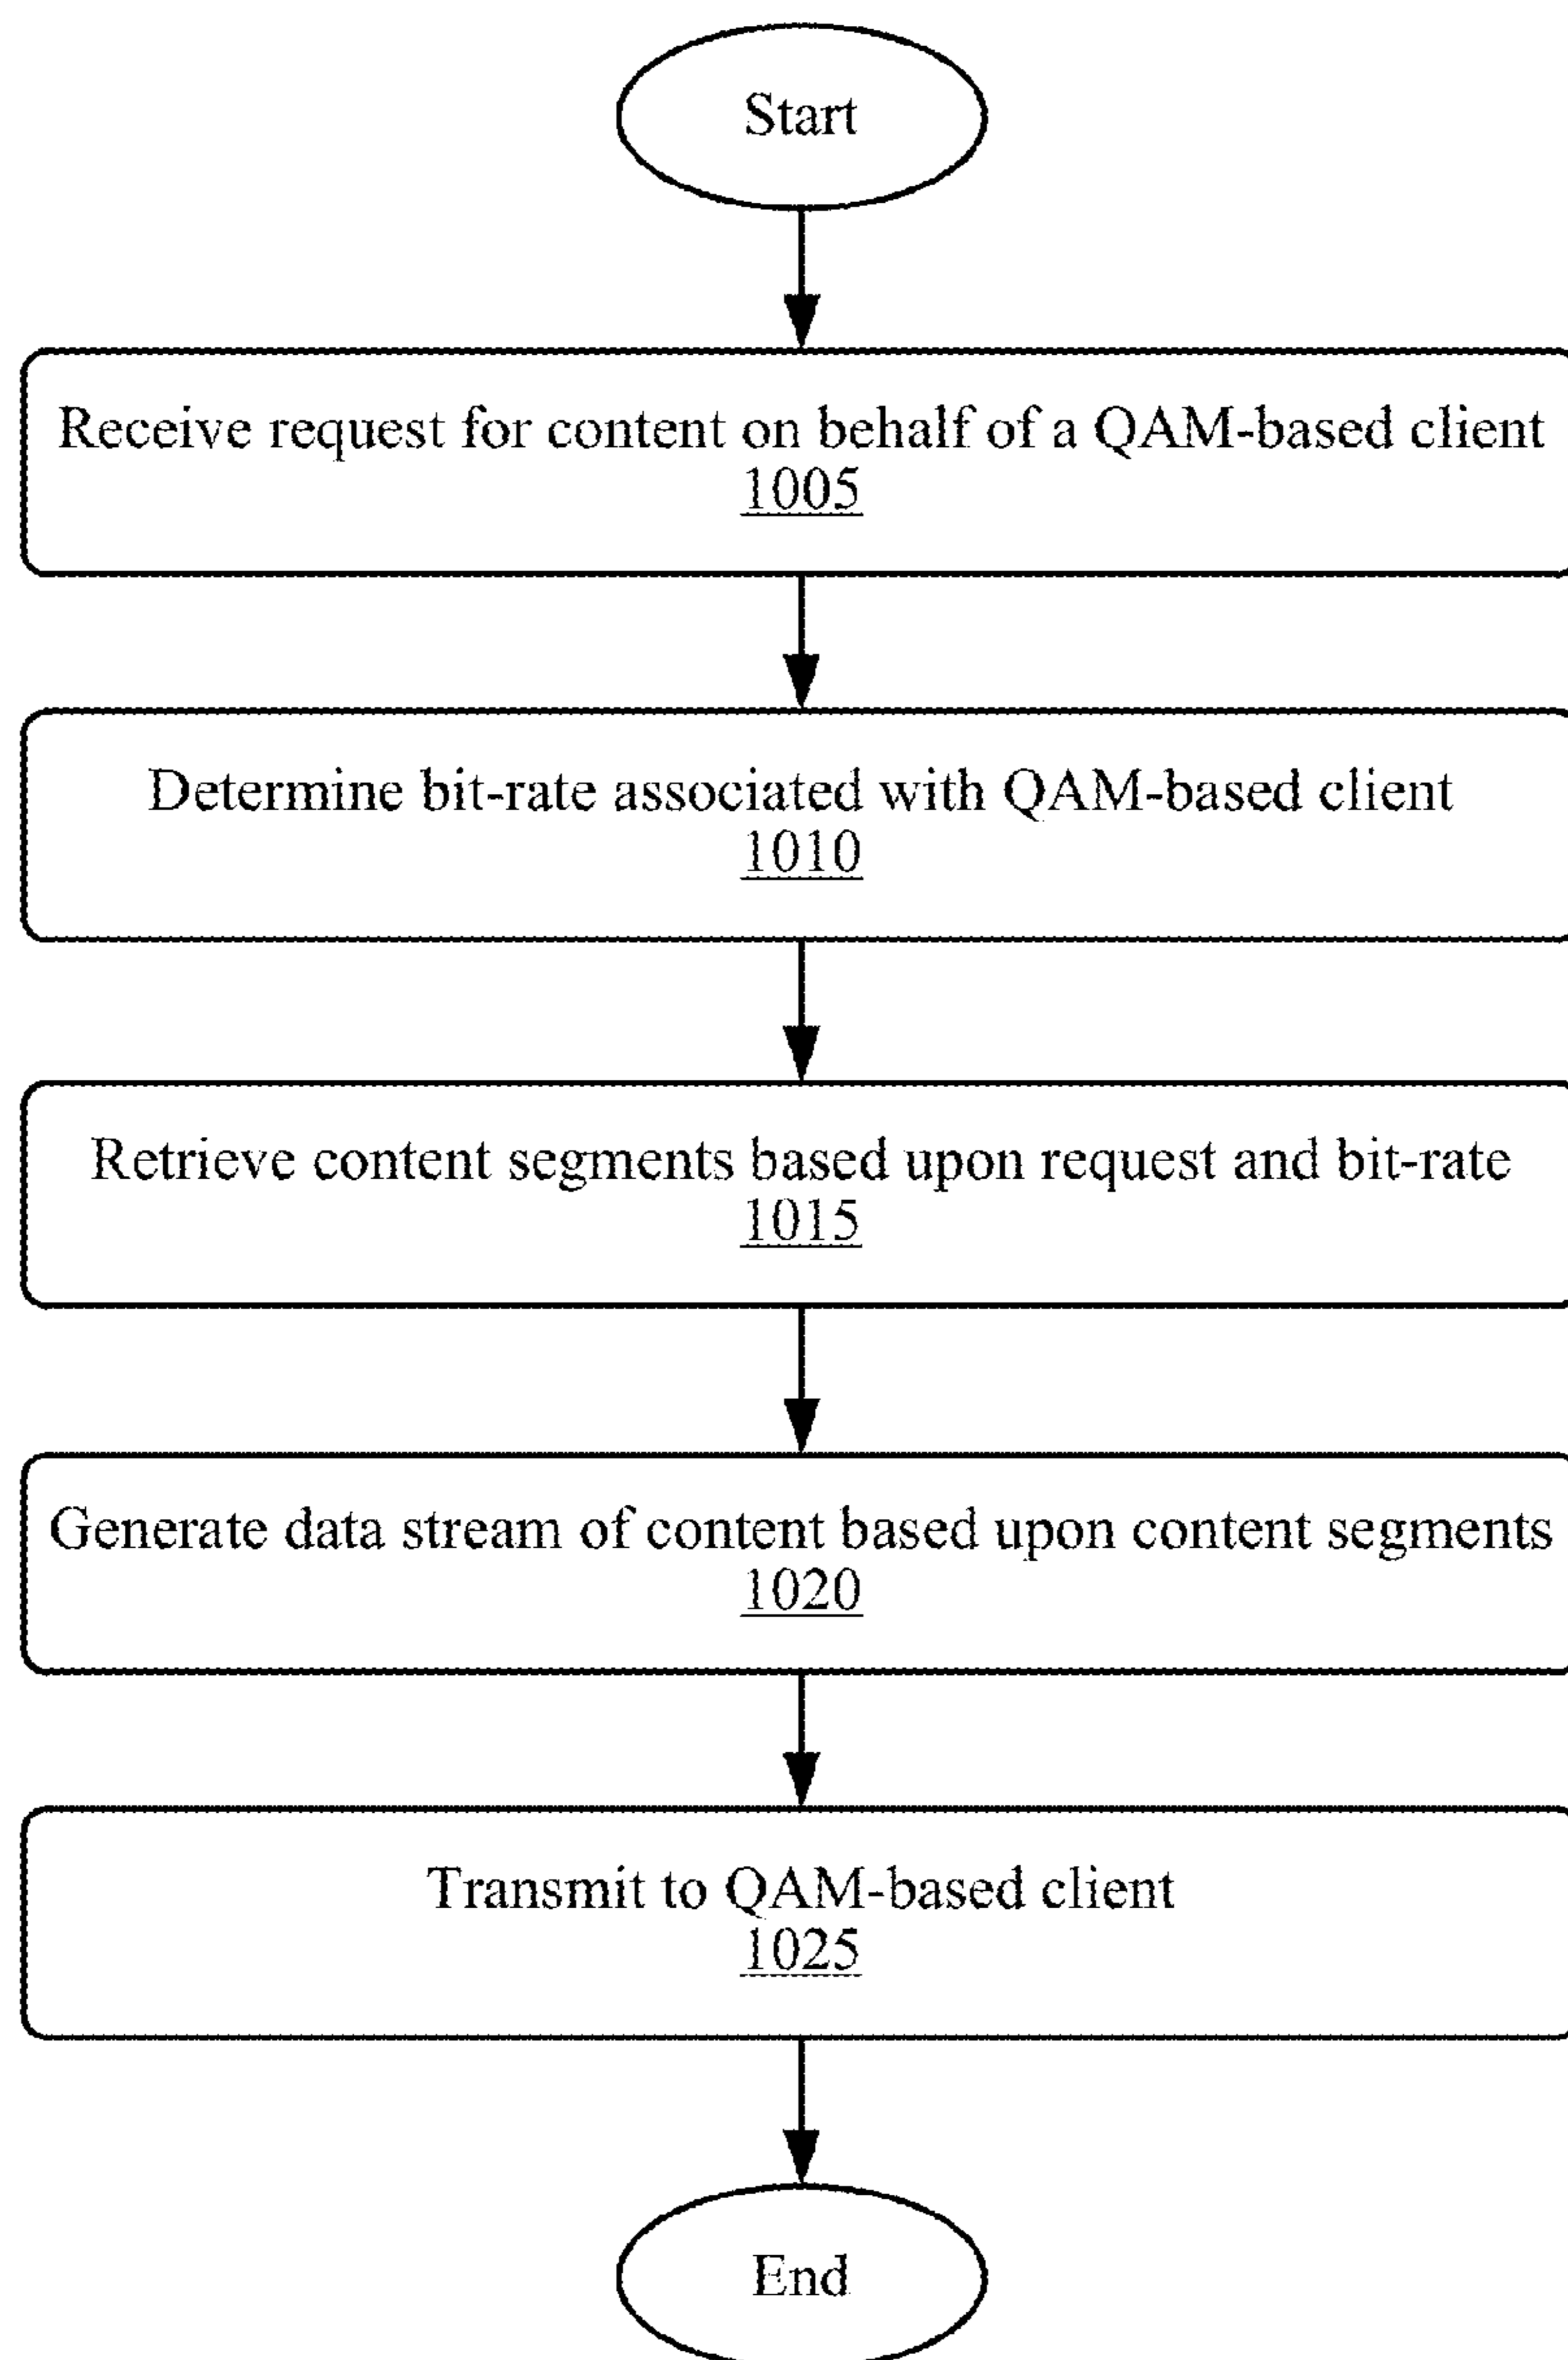 Start
Receive request for content on behalf of a QAM-based client
1005
Determine bit-rate associated with QAM-based client
1010
Retrieve content segments based upon request and bit-rate
1015
Generate data stream of content based upon content segments
1020
Transmit to QAM-based client
1025
End